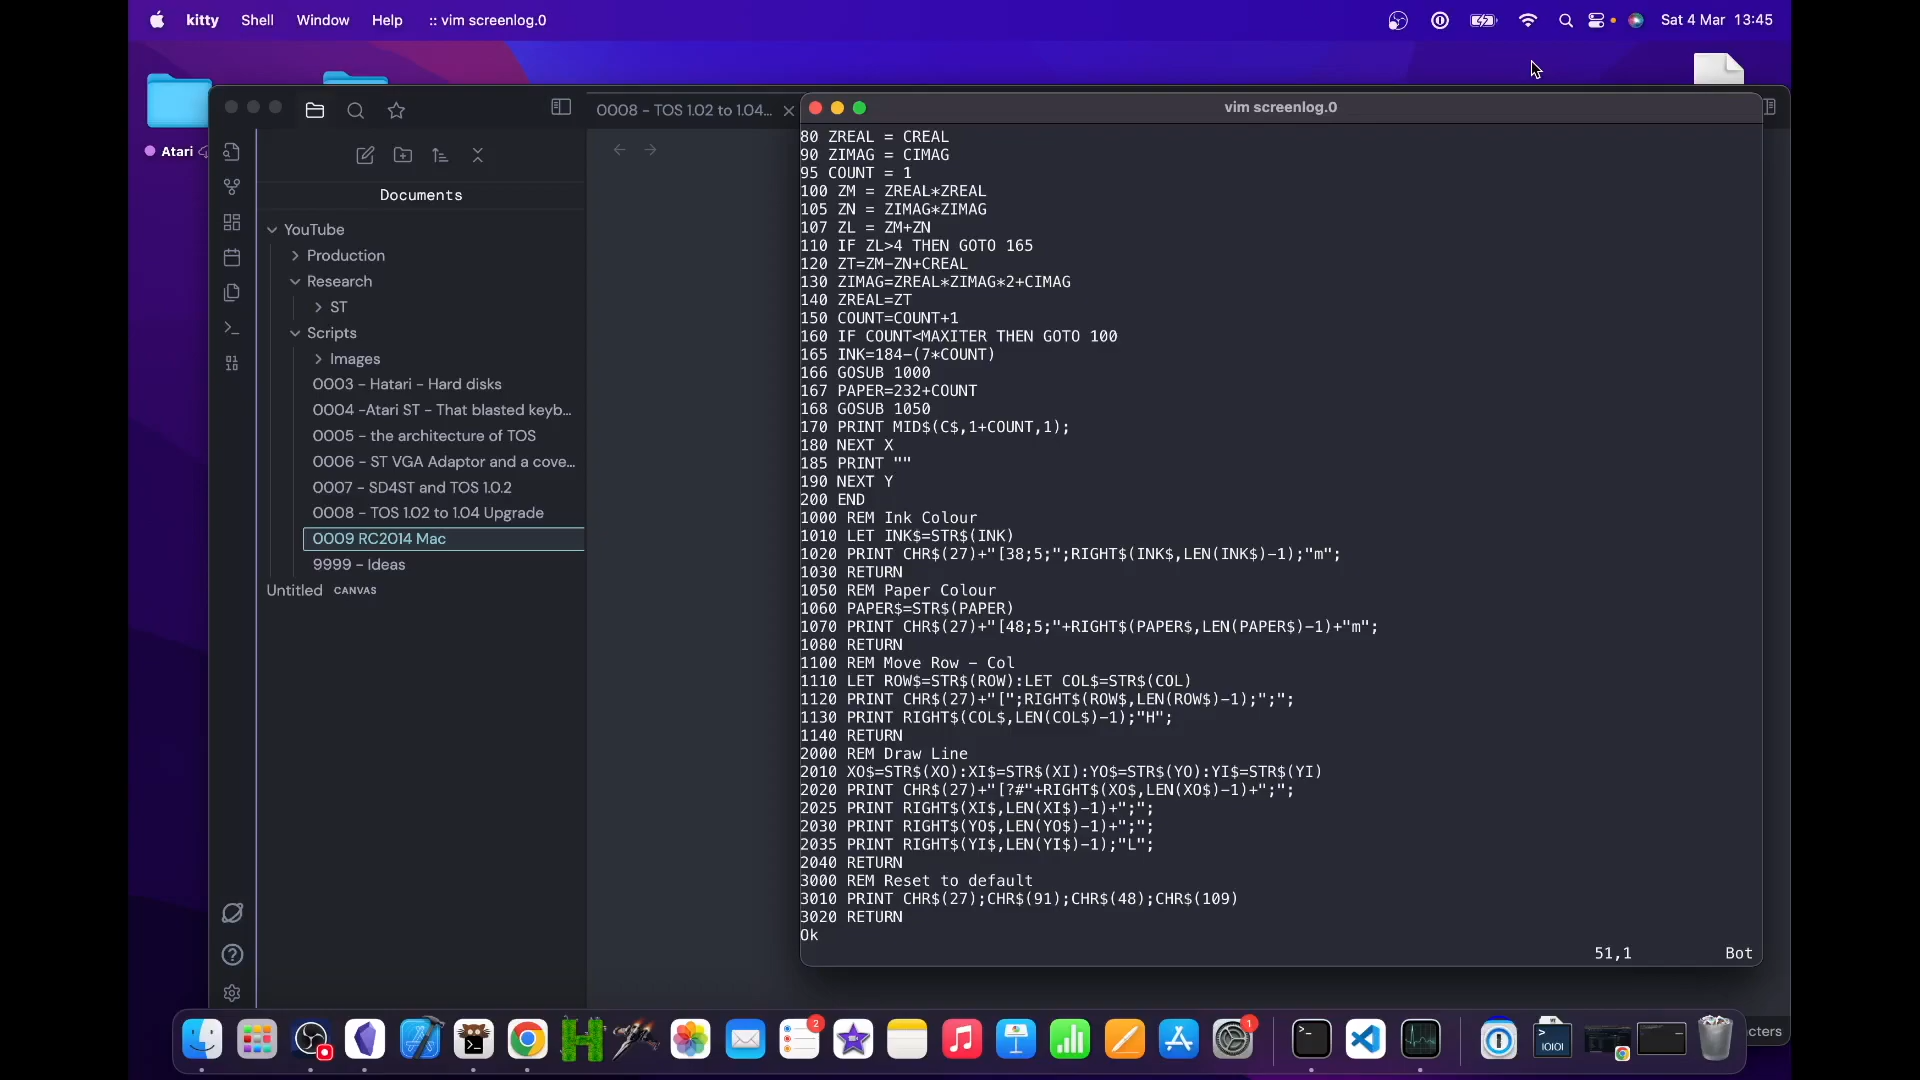 kitty Shell Window Help :: vim screenlog.0 Sat 4 Mar 13:45
Atari
0008 - TOS 1.02 to 1.04...
Documents
YouTube
Production
Research
ST
Scripts
Images
0003 - Hatari - Hard disks
0004 -Atari ST - That blasted keyb...
0005 - the architecture of TOS
0006 - ST VGA Adaptor and a cove...
0007 - SD4ST and TOS 1.0.2
0008 - TOS 1.02 to 1.04 Upgrade
0009 RC2014 Mac
9999 - Ideas
Untitled CANVAS
vim screenlog.0
80 ZREAL = CREAL
90 ZIMAG = CIMAG
95 COUNT = 1
100 ZM = ZREAL*ZREAL
105 ZN = ZIMAG*ZIMAG
107 ZL = ZM+ZN
110 IF ZL>4 THEN GOTO 165
120 ZT=ZM-ZN+CREAL
130 ZIMAG=ZREAL*ZIMAG*2+CIMAG
140 ZREAL=ZT
150 COUNT=COUNT+1
160 IF COUNT<MAXITER THEN GOTO 100
165 INK=184-(7*COUNT)
166 GOSUB 1000
167 PAPER=232+COUNT
168 GOSUB 1050
170 PRINT MID$(C$,1+COUNT,1);
180 NEXT X
185 PRINT ""
190 NEXT Y
200 END
1000 REM Ink Colour
1010 LET INK$=STR$(INK)
1020 PRINT CHR$(27)+"[38;5;";RIGHT$(INK$,LEN(INK$)-1);"m";
1030 RETURN
1050 REM Paper Colour
1060 PAPER$=STR$(PAPER)
1070 PRINT CHR$(27)+"[48;5;"+RIGHT$(PAPER$,LEN(PAPER$)-1)+"m";
1080 RETURN
1100 REM Move Row - Col
1110 LET ROW$=STR$(ROW):LET COL$=STR$(COL)
1120 PRINT CHR$(27)+"[";RIGHT$(ROW$,LEN(ROW$)-1);";";
1130 PRINT RIGHT$(COL$,LEN(COL$)-1);"H";
1140 RETURN
2000 REM Draw Line
2010 XO$=STR$(XO):XI$=STR$(XI):YO$=STR$(YO):YI$=STR$(YI)
2020 PRINT CHR$(27)+"[?#"+RIGHT$(XO$,LEN(XO$)-1)+";";
2025 PRINT RIGHT$(XI$,LEN(XI$)-1)+";";
2030 PRINT RIGHT$(YO$,LEN(YO$)-1)+";";
2035 PRINT RIGHT$(YI$,LEN(YI$)-1);"L";
2040 RETURN
3000 REM Reset to default
3010 PRINT CHR$(27);CHR$(91);CHR$(48);CHR$(109)
3020 RETURN
Ok
51,1 Bot
2
1
cters